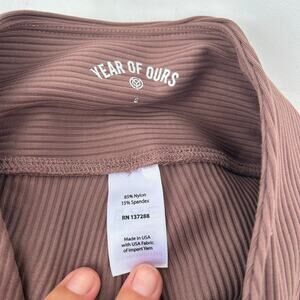 YEAR OF OURS
85% Nylon
15% Spandex
RN 137288
Made in USA
with USA Fabric
of Import Yarn